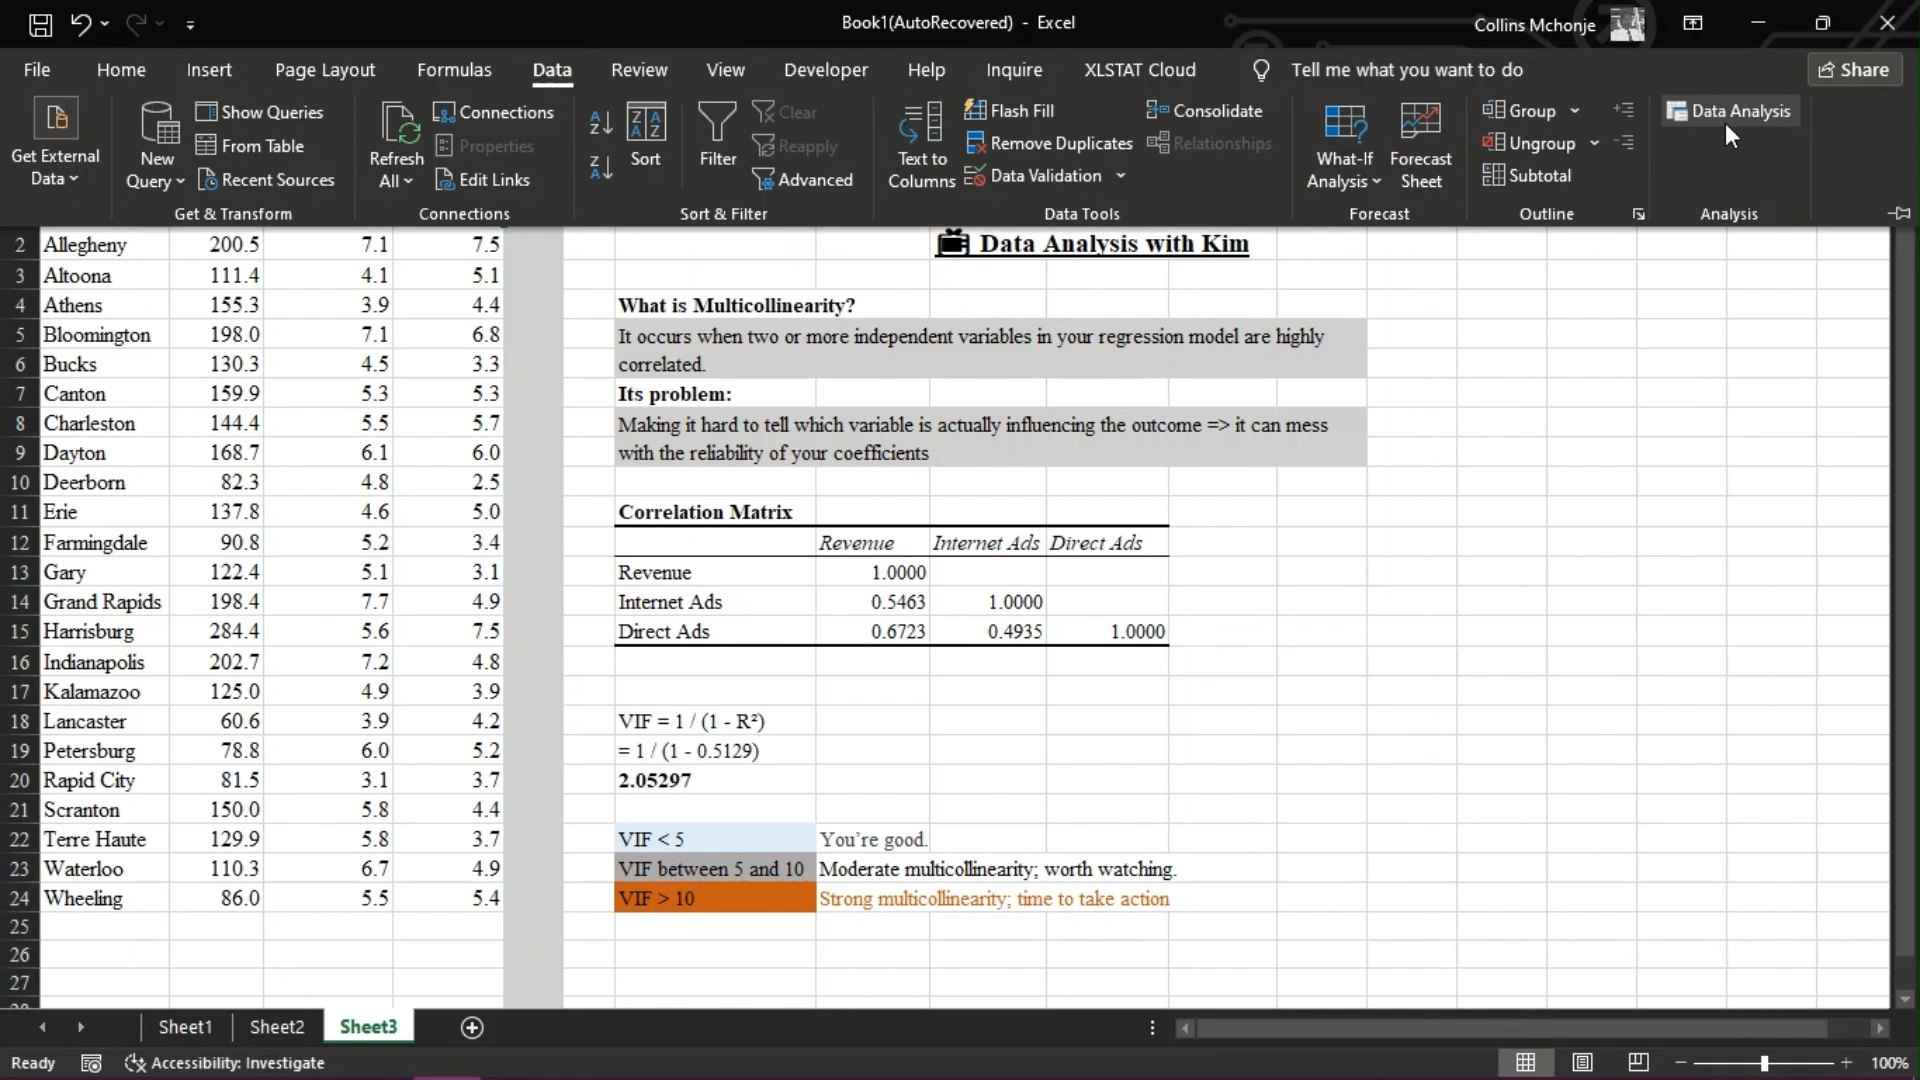 Book1(AutoRecovered) - Excel
Collins Mchonje
File Home Insert Page Layout Formulas Data Review View Developer Help Inquire XLSTAT Cloud Tell me what you want to do Share
Get External Data
New Query
Show Queries
From Table
Recent Sources
Get & Transform
Refresh All
Connections
Properties
Edit Links
Connections
Sort
Filter
Clear
Reapply
Advanced
Sort & Filter
Text to Columns
Flash Fill
Remove Duplicates
Data Validation
Consolidate
Relationships
Data Tools
What-If Analysis
Forecast Sheet
Forecast
Group
Ungroup
Subtotal
Outline
Data Analysis
Analysis
2 Allegheny 200.5 7.1 7.5
3 Altoona 111.4 4.1 5.1
4 Athens 155.3 3.9 4.4
5 Bloomington 198.0 7.1 6.8
6 Bucks 130.3 4.5 3.3
7 Canton 159.9 5.3 5.3
8 Charleston 144.4 5.5 5.7
9 Dayton 168.7 6.1 6.0
10 Deerborn 82.3 4.8 2.5
11 Erie 137.8 4.6 5.0
12 Farmingdale 90.8 5.2 3.4
13 Gary 122.4 5.1 3.1
14 Grand Rapids 198.4 7.7 4.9
15 Harrisburg 284.4 5.6 7.5
16 Indianapolis 202.7 7.2 4.8
17 Kalamazoo 125.0 4.9 3.9
18 Lancaster 60.6 3.9 4.2
19 Petersburg 78.8 6.0 5.2
20 Rapid City 81.5 3.1 3.7
21 Scranton 150.0 5.8 4.4
22 Terre Haute 129.9 5.8 3.7
23 Waterloo 110.3 6.7 4.9
24 Wheeling 86.0 5.5 5.4
25
26
27
Data Analysis with Kim
What is Multicollinearity?
It occurs when two or more independent variables in your regression model are highly
correlated.
Its problem:
Making it hard to tell which variable is actually influencing the outcome => it can mess
with the reliability of your coefficients
Correlation Matrix
Revenue Internet Ads Direct Ads
Revenue 1.0000
Internet Ads 0.5463 1.0000
Direct Ads 0.6723 0.4935 1.0000
VIF = 1 / (1 - R²)
= 1 / (1 - 0.5129)
2.05297
VIF < 5 You're good.
VIF between 5 and 10 Moderate multicollinearity; worth watching.
VIF > 10 Strong multicollinearity; time to take action
Sheet1 Sheet2 Sheet3
Ready Accessibility: Investigate 100%